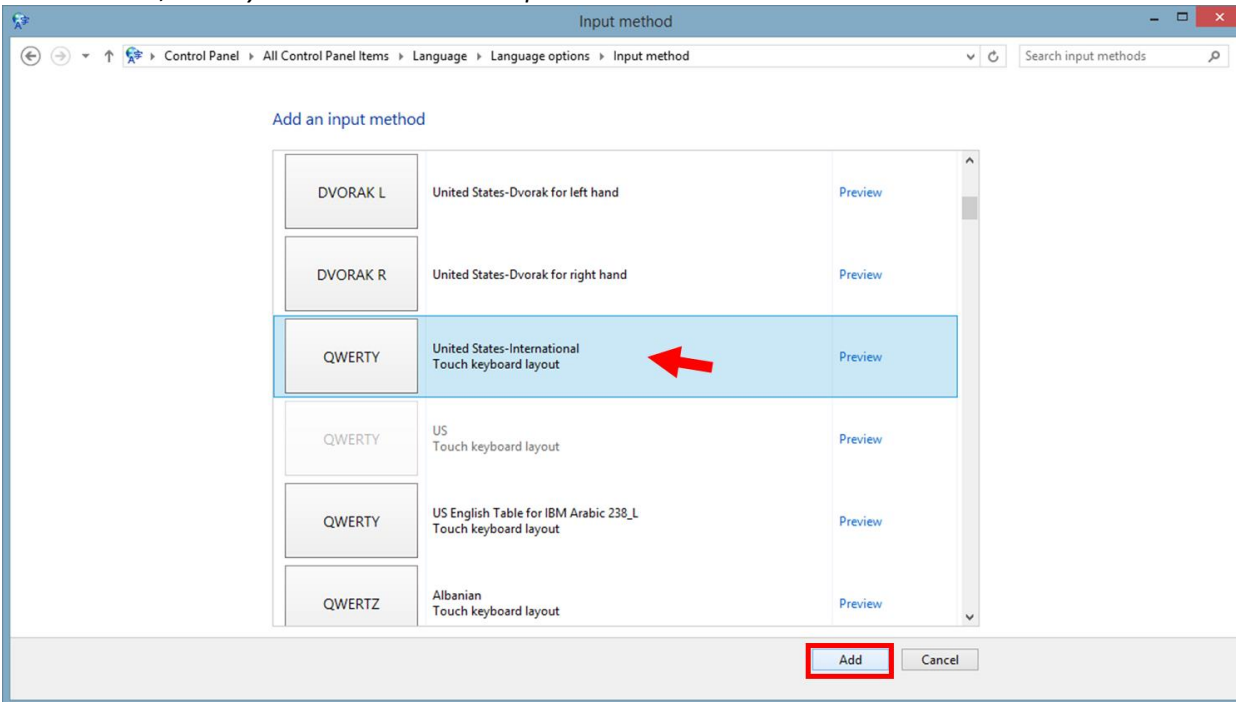 Input method
Control Panel ▸ All Control Panel Items ▸ Language ▸ Language options ▸ Input method
Search input methods
Add an input method
DVORAK L
United States-Dvorak for left hand
Preview
DVORAK R
United States-Dvorak for right hand
Preview
QWERTY
United States-International
Touch keyboard layout
Preview
QWERTY
US
Touch keyboard layout
Preview
QWERTY
US English Table for IBM Arabic 238_L
Touch keyboard layout
Preview
QWERTZ
Albanian
Touch keyboard layout
Preview
Add
Cancel